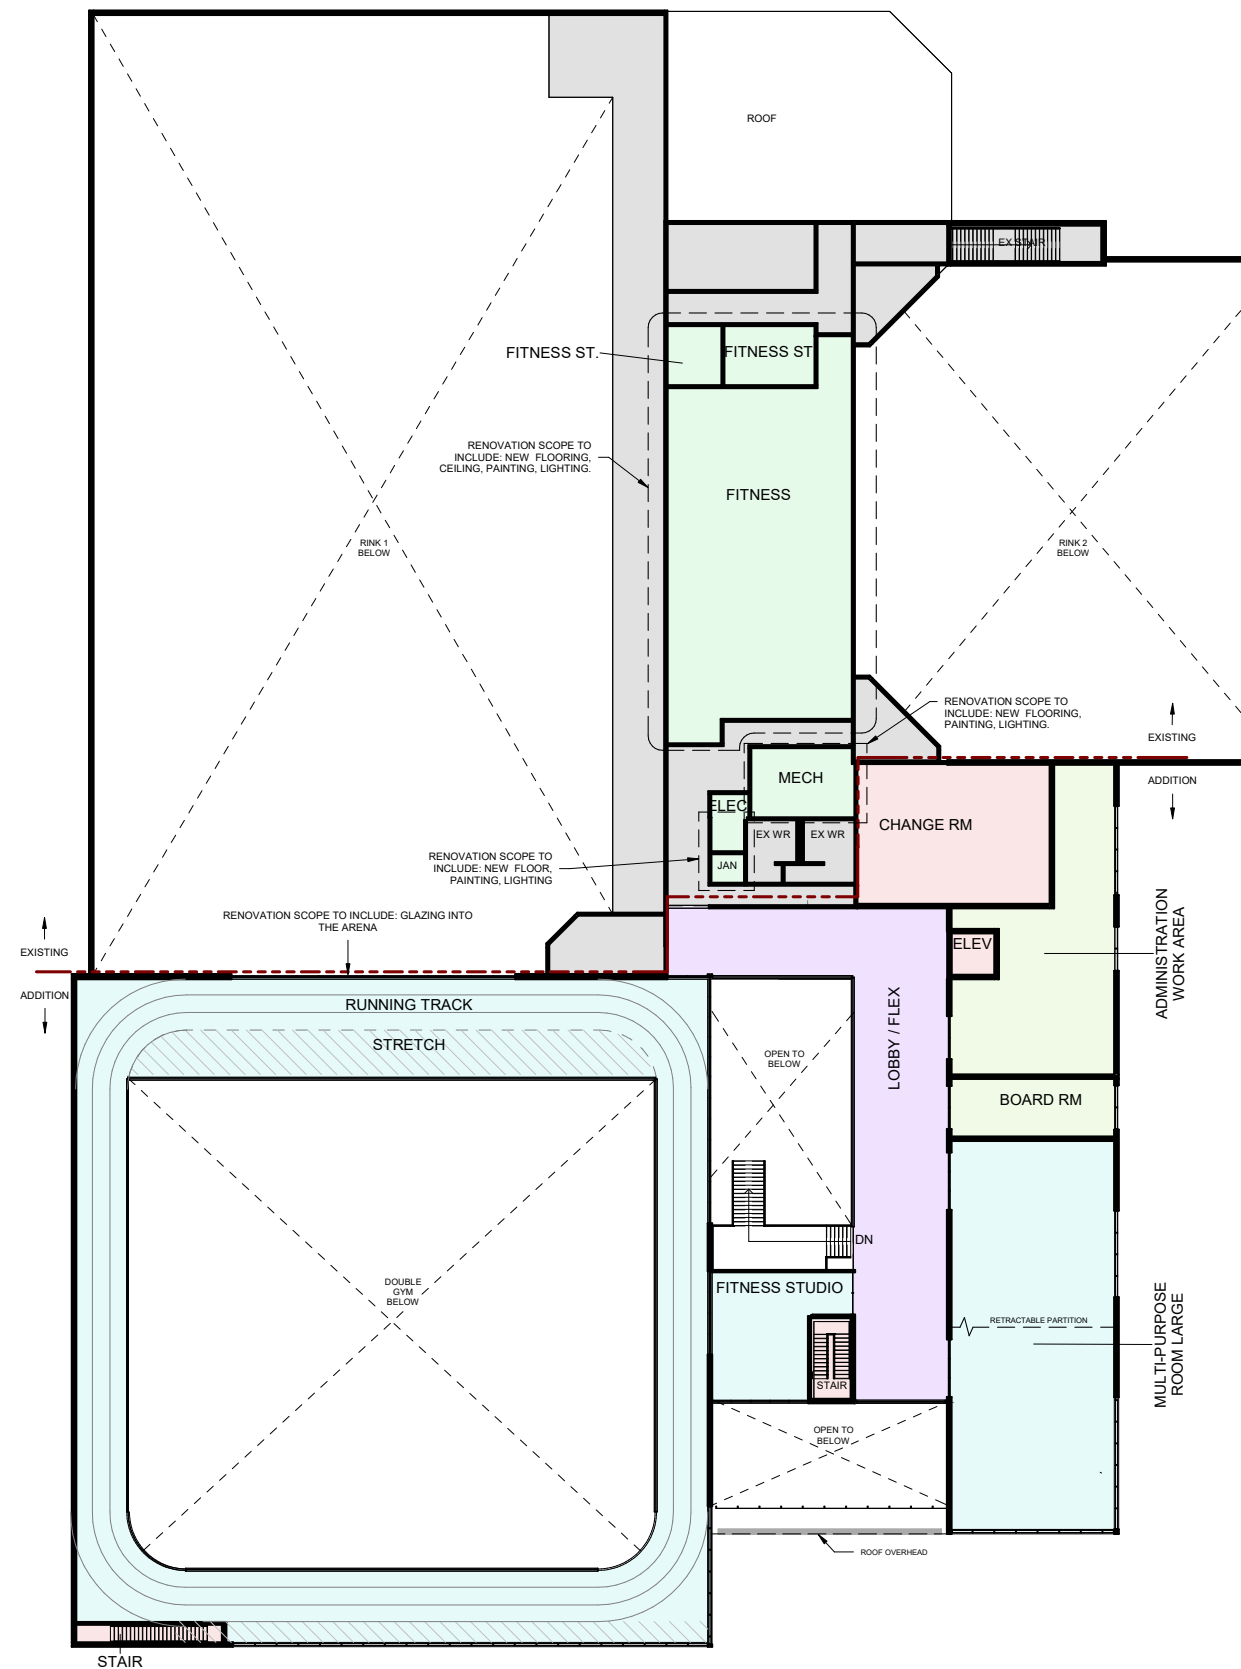 ROOF
EX STAIR
FITNESS ST.
FITNESS ST
RENOVATION SCOPE TO
INCLUDE: NEW FLOORING,
CEILING, PAINTING, LIGHTING.
FITNESS
RINK 1
BELOW
RINK 2
BELOW
RENOVATION SCOPE TO
INCLUDE: NEW FLOORING,
PAINTING, LIGHTING.
EXISTING
ADDITION
MECH
ELEC
EX WR
EX WR
JAN
CHANGE RM
RENOVATION SCOPE TO
INCLUDE: NEW FLOOR,
PAINTING, LIGHTING
RENOVATION SCOPE TO INCLUDE: GLAZING INTO
THE ARENA
EXISTING
ADDITION
ELEV
ADMINISTRATION
WORK AREA
RUNNING TRACK
STRETCH
LOBBY / FLEX
OPEN TO
BELOW
BOARD RM
DN
DOUBLE
GYM
BELOW
FITNESS STUDIO
STAIR
RETRACTABLE PARTITION
MULTI-PURPOSE
ROOM LARGE
OPEN TO
BELOW
ROOF OVERHEAD
STAIR